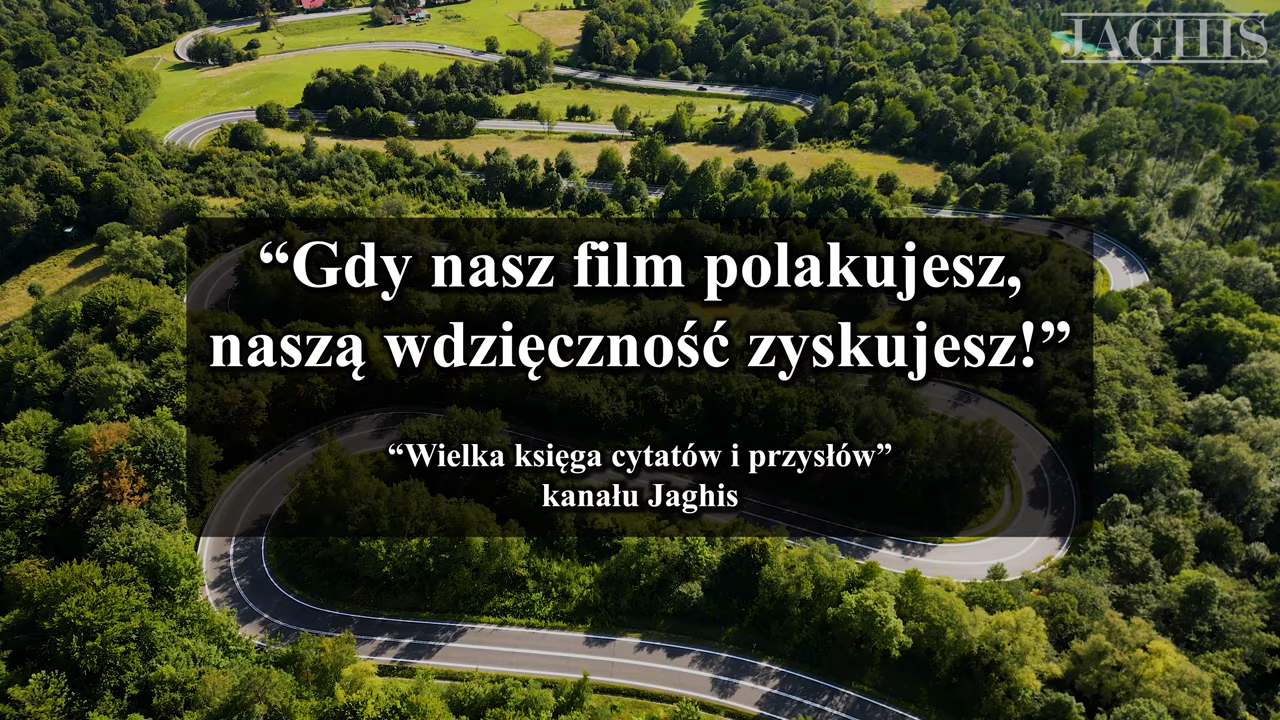 JAGHIS
“Gdy nasz film polakujesz,
naszą wdzięczność zyskujesz!”
“Wielka księga cytatów i przysłów”
kanału Jaghis